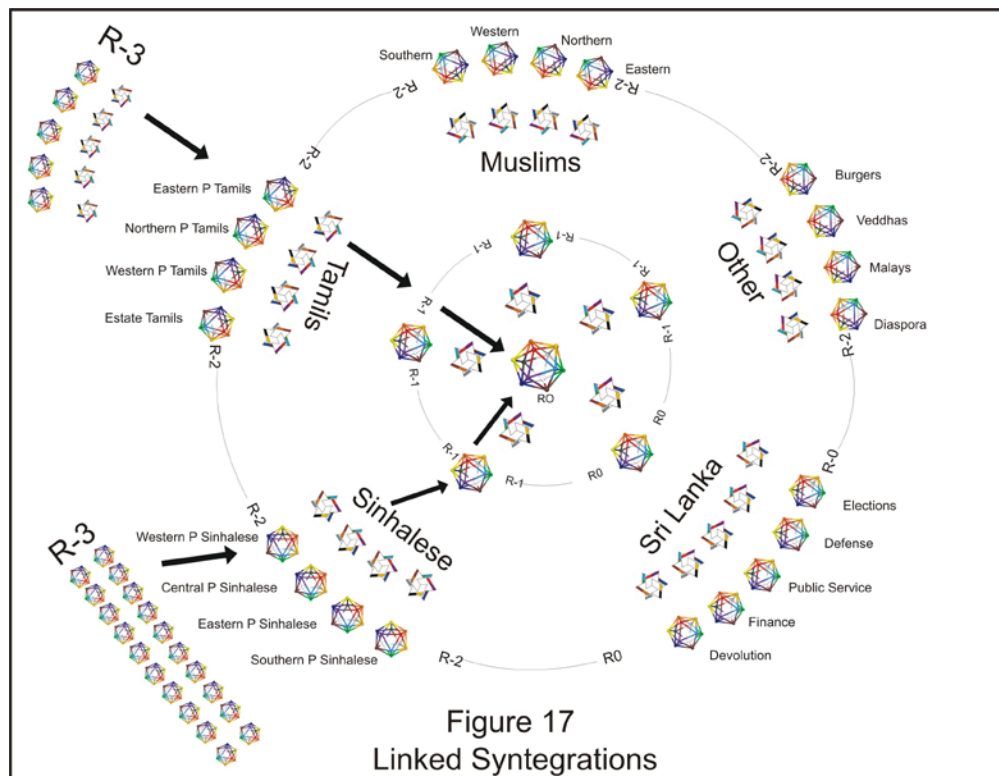 R-3
Southern
Western
Northern
Eastern
R-2
R-2
Muslims
R-2
Eastern P Tamils
Northern P Tamils
Western P Tamils
Estate Tamils
R-2
Tamils
R-2
Burgers
Veddhas
Malays
Diaspora
R-2
Other
R-1
R-1
R-1
R-1
R-1
R-1
RO
R-1
R-1
R0
R0
Sinhalese
R-2
Western P Sinhalese
Central P Sinhalese
Eastern P Sinhalese
Southern P Sinhalese
R-2
R-3
Sri Lanka
R-0
Elections
Defense
Public Service
Finance
Devolution
R0
Figure 17
Linked Syntegrations